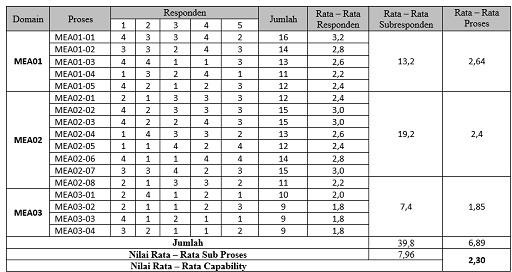 Domain Proses Responden Jumlah Rata – Rata Responden Rata – Rata Subresponden Rata – Rata Proses
1 2 3 4 5
MEA01 13,2 2,64
MEA01-01 4 3 3 4 2 16 3,2
MEA01-02 3 3 2 4 3 14 2,8
MEA01-03 4 4 1 1 3 13 2,6
MEA01-04 1 3 2 4 1 11 2,2
MEA01-05 4 2 1 2 3 12 2,4
MEA02 19,2 2,4
MEA02-01 2 1 3 3 3 12 2,4
MEA02-02 4 2 3 3 3 15 3,0
MEA02-03 4 2 2 4 3 15 3,0
MEA02-04 1 4 3 3 2 13 2,6
MEA02-05 1 1 4 4 2 12 2,4
MEA02-06 4 1 1 4 4 14 2,8
MEA02-07 3 3 4 2 3 15 3,0
MEA02-08 2 1 3 3 2 11 2,2
MEA03 7,4 1,85
MEA03-01 2 4 1 2 1 10 2,0
MEA03-02 2 1 1 2 3 9 1,8
MEA03-03 4 1 2 1 1 9 1,8
MEA03-04 3 2 1 1 2 9 1,8
Jumlah 39,8 6,89
Nilai Rata – Rata Sub Proses 7,96 2,30
Nilai Rata – Rata Capability